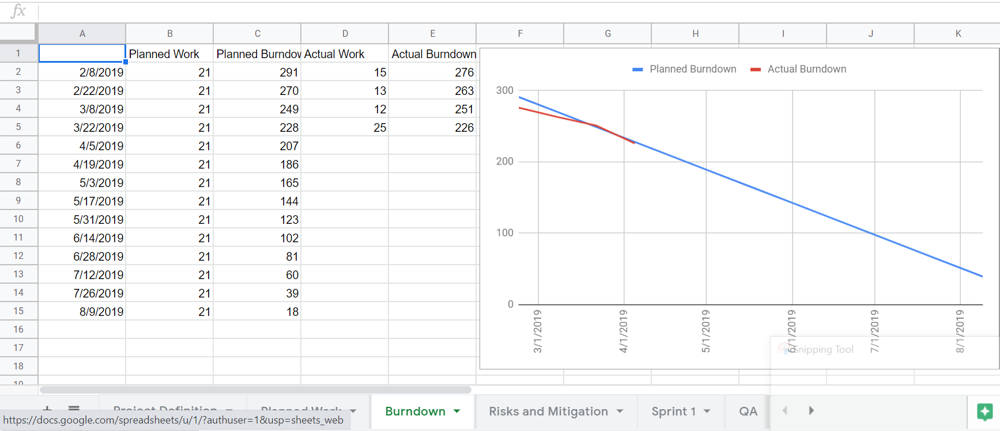 fx
A B C D E F G H I J K
1 Planned Work Planned Burndow Actual Work Actual Burndown
2 2/8/2019 21 291 15 276
3 2/22/2019 21 270 13 263
4 3/8/2019 21 249 12 251
5 3/22/2019 21 228 25 226
6 4/5/2019 21 207
7 4/19/2019 21 186
8 5/3/2019 21 165
9 5/17/2019 21 144
10 5/31/2019 21 123
11 6/14/2019 21 102
12 6/28/2019 21 81
13 7/12/2019 21 60
14 7/26/2019 21 39
15 8/9/2019 21 18
16
17
18
19
Planned Burndown Actual Burndown
300
200
100
0
3/1/2019 4/1/2019 5/1/2019 6/1/2019 7/1/2019 8/1/2019
Snipping Tool
Project Definition Planned Work Burndown Risks and Mitigation Sprint 1 QA
https://docs.google.com/spreadsheets/u/1/?authuser=1&usp=sheets_web